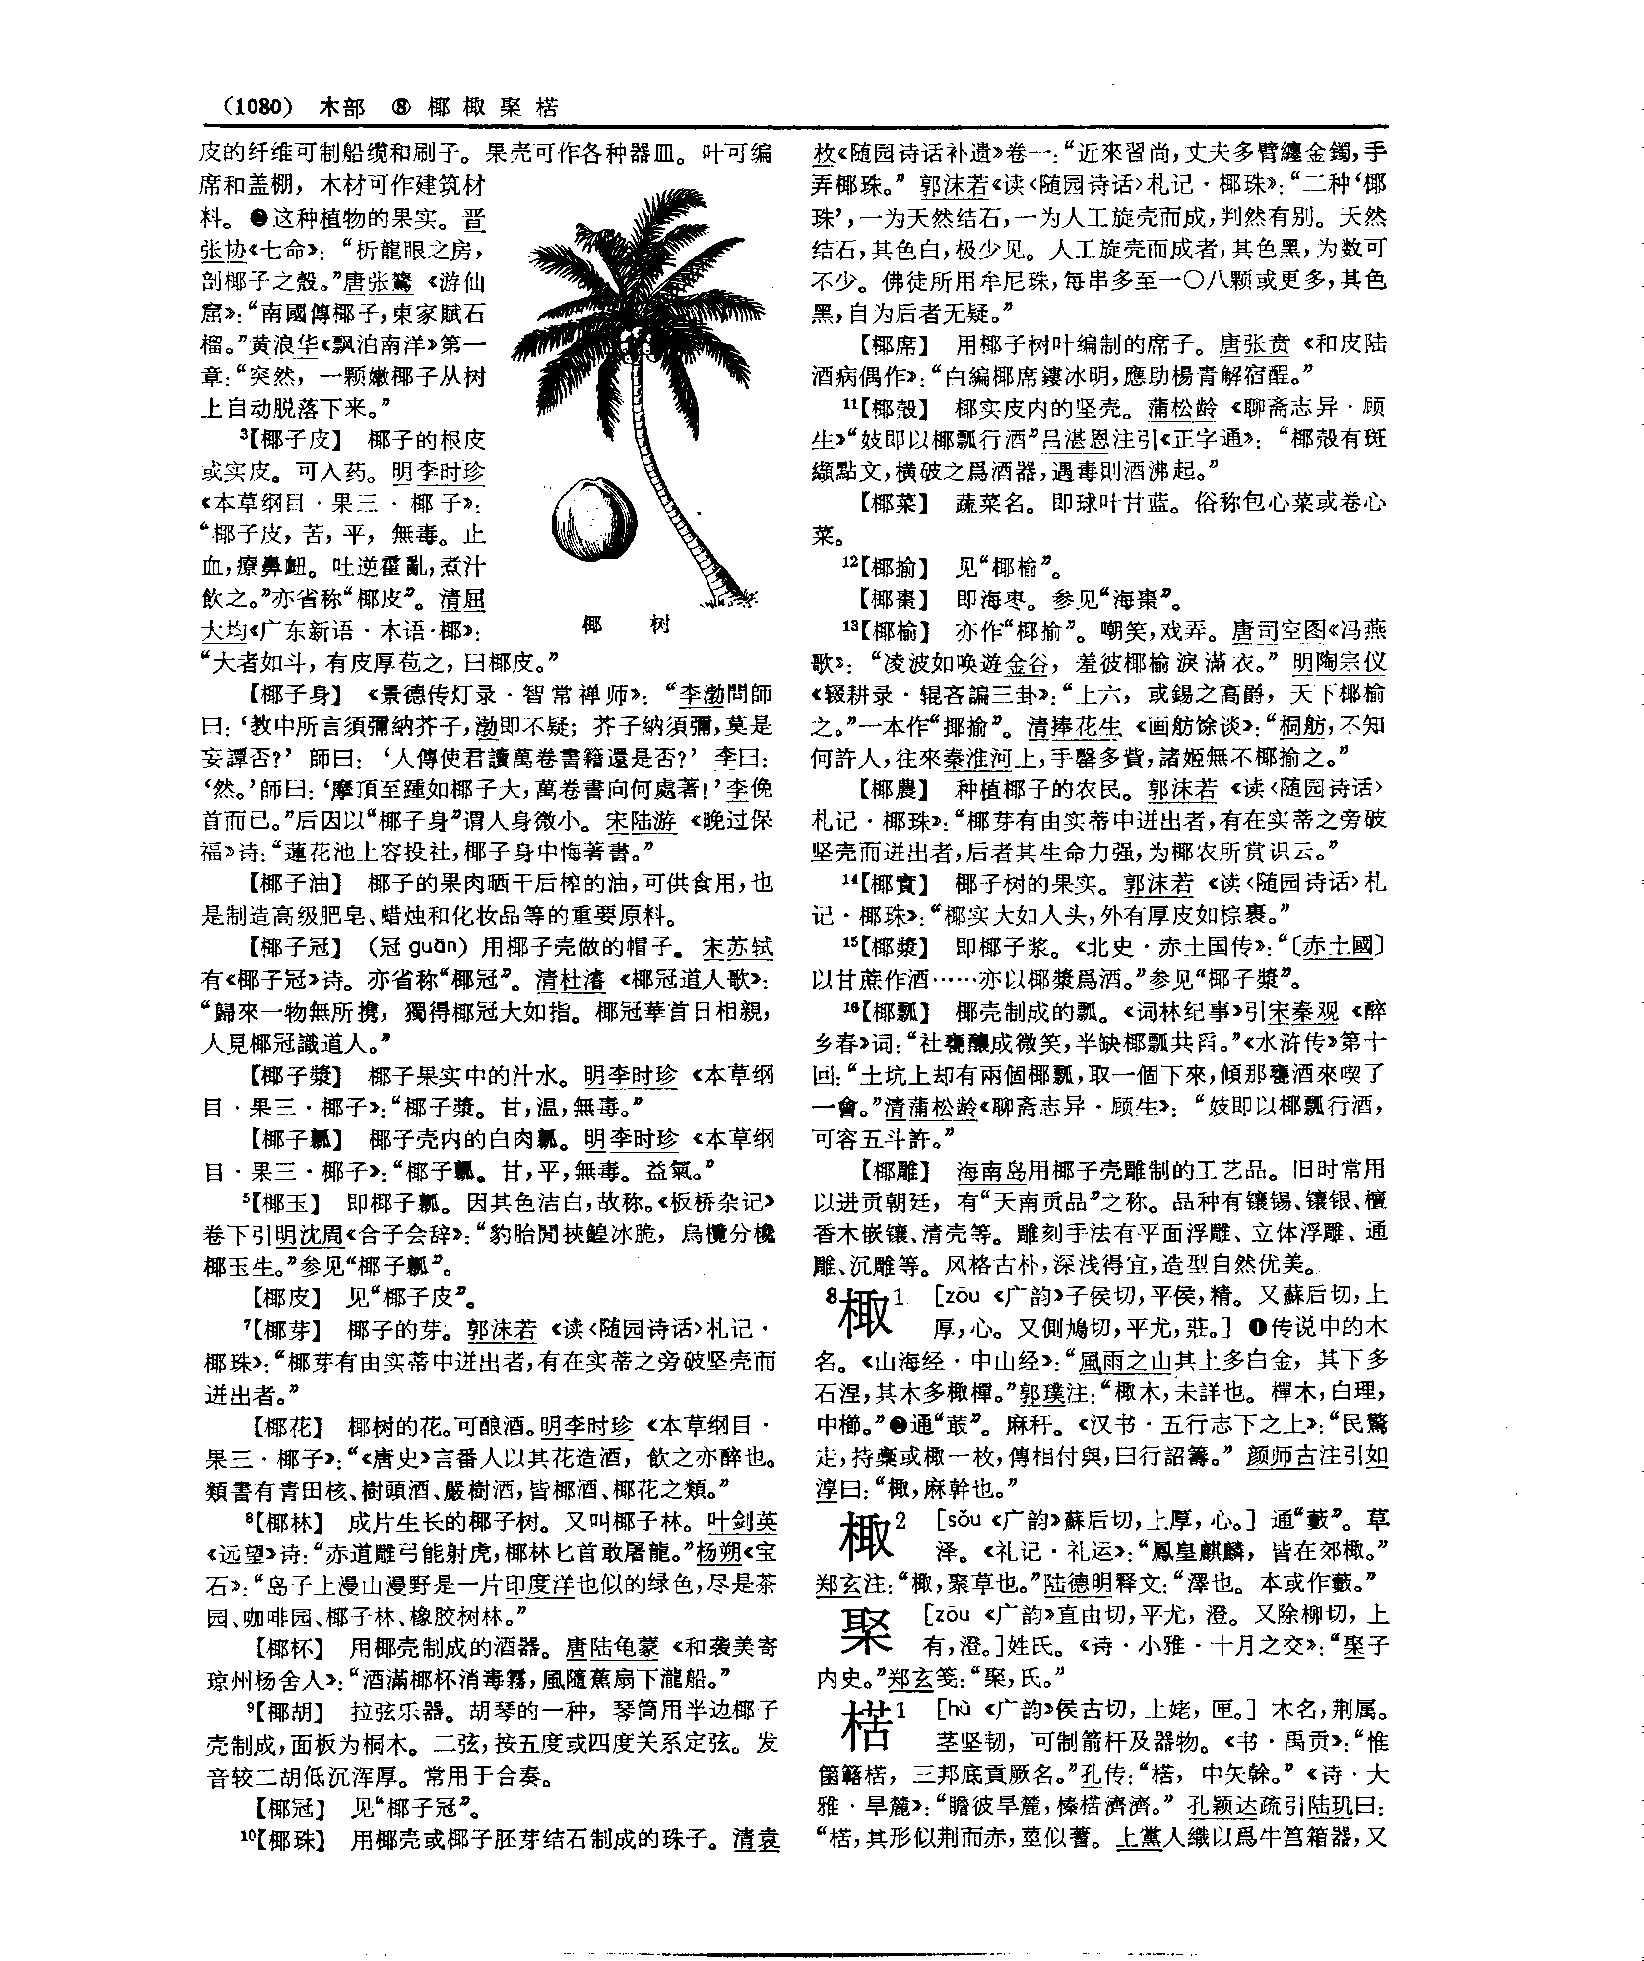 (1080) 木部 ⑧ 椰棷棸楛
皮的纤维可制船缆和刷子。果壳可作各种器皿。叶可编
席和盖棚，木材可作建筑材
料。❷这种植物的果实。晋
张协《七命》：“析龍眼之房，
剖椰子之殼。”唐张鷟《游仙
窟》：“南國傳椰子，東家賦石
榴。”黄浪华《飘泊南洋》第一
章：“突然，一颗嫩椰子从树
上自动脱落下来。”
³【椰子皮】 椰子的根皮
或实皮。可入药。明李时珍
《本草纲目·果三·椰子》：
“椰子皮，苦，平，無毒。止
血，療鼻衄。吐逆霍亂，煮汁
飲之。”亦省称“椰皮”。清屈
大均《广东新语·木语·椰》：
“大者如斗，有皮厚苞之，曰椰皮。”
椰 树
【椰子身】 《景德传灯录·智常禅师》：“李渤問師
曰：‘教中所言須彌納芥子，渤即不疑；芥子納須彌，莫是
妄譚否？’師曰：‘人傳使君讀萬卷書籍還是否？’李曰：
‘然。’師曰：‘摩頂至踵如椰子大，萬卷書向何處著！’李俛
首而已。”后因以“椰子身”谓人身微小。宋陆游《晚过保
福》诗：“蓮花池上容投社，椰子身中悔著書。”
【椰子油】 椰子的果肉晒干后榨的油，可供食用，也
是制造高级肥皂、蜡烛和化妆品等的重要原料。
【椰子冠】 （冠 guān）用椰子壳做的帽子。宋苏轼
有《椰子冠》诗。亦省称“椰冠”。清杜濬《椰冠道人歌》：
“歸來一物無所携，獨得椰冠大如指。椰冠華首日相親，
人見椰冠識道人。”
【椰子漿】 椰子果实中的汁水。明李时珍《本草纲
目·果三·椰子》：“椰子漿。甘，温，無毒。”
【椰子瓤】 椰子壳内的白肉瓤。明李时珍《本草纲
目·果三·椰子》：“椰子瓤。甘，平，無毒。益氣。”
⁵【椰玉】 即椰子瓤。因其色洁白，故称。《板桥杂记》
卷下引明沈周《合子会辞》：“豹胎間挾鰉冰脆，烏欖分欃
椰玉生。”参见“椰子瓤”。
【椰皮】 见“椰子皮”。
⁷【椰芽】 椰子的芽。郭沫若《读〈随园诗话〉札记·
椰珠》：“椰芽有由实蒂中迸出者，有在实蒂之旁破坚壳而
迸出者。”
【椰花】 椰树的花。可酿酒。明李时珍《本草纲目·
果三·椰子》：“《唐史》言番人以其花造酒，飲之亦醉也。
類書有青田核、樹頭酒、嚴樹酒，皆椰酒、椰花之類。”
⁸【椰林】 成片生长的椰子树。又叫椰子林。叶剑英
《远望》诗：“赤道雕弓能射虎，椰林匕首敢屠龍。”杨朔《宝
石》：“岛子上漫山漫野是一片印度洋也似的绿色，尽是茶
园、咖啡园、椰子林、橡胶树林。”
【椰杯】 用椰壳制成的酒器。唐陆龟蒙《和袭美寄
琼州杨舍人》：“酒滿椰杯消毒霧，風隨蕉扇下瀧船。”
⁹【椰胡】 拉弦乐器。胡琴的一种，琴筒用半边椰子
壳制成，面板为桐木。二弦，按五度或四度关系定弦。发
音较二胡低沉浑厚。常用于合奏。
【椰冠】 见“椰子冠”。
¹⁰【椰珠】 用椰壳或椰子胚芽结石制成的珠子。清袁
枚《随园诗话补遗》卷一：“近來習尚，丈夫多臂纏金鐲，手
弄椰珠。”郭沫若《读〈随园诗话〉札记·椰珠》：“二种‘椰
珠’，一为天然结石，一为人工旋壳而成，判然有别。天然
结石，其色白，极少见。人工旋壳而成者，其色黑，为数可
不少。佛徒所用牟尼珠，每串多至一〇八颗或更多，其色
黑，自为后者无疑。”
【椰席】 用椰子树叶编制的席子。唐张贲《和皮陆
酒病偶作》：“白編椰席鏤冰明，應助楊青解宿酲。”
¹¹【椰殼】 椰实皮内的坚壳。蒲松龄《聊斋志异·顾
生》“妓即以椰瓢行酒”吕湛恩注引《正字通》：“椰殼有斑
纈點文，横破之爲酒器，遇毒則酒沸起。”
【椰菜】 蔬菜名。即球叶甘蓝。俗称包心菜或卷心
菜。
¹²【椰揄】 见“椰榆”。
【椰棗】 即海枣。参见“海棗”。
¹³【椰榆】 亦作“椰揄”。嘲笑，戏弄。唐司空图《冯燕
歌》：“凌波如唤遊金谷，羞彼椰榆淚滿衣。”明陶宗仪
《辍耕录·辊吝諞三卦》：“上六，或錫之高爵，天下椰榆
之。”一本作“揶揄”。清捧花生《画舫馀谈》：“桐舫，不知
何許人，往來秦淮河上，手罄多貲，諸姬無不椰揄之。”
【椰農】 种植椰子的农民。郭沫若《读〈随园诗话〉
札记·椰珠》：“椰芽有由实蒂中迸出者，有在实蒂之旁破
坚壳而迸出者，后者其生命力强，为椰农所赏识云。”
¹⁴【椰實】 椰子树的果实。郭沫若《读〈随园诗话〉札
记·椰珠》：“椰实大如人头，外有厚皮如棕裹。”
¹⁵【椰漿】 即椰子浆。《北史·赤土国传》：“〔赤土國〕
以甘蔗作酒……亦以椰漿爲酒。”参见“椰子漿”。
¹⁶【椰瓢】 椰壳制成的瓢。《词林纪事》引宋秦观《醉
乡春》词：“社甕釀成微笑，半缺椰瓢共舀。”《水浒传》第十
回：“土坑上却有兩個椰瓢，取一個下來，傾那甕酒來喫了
一會。”清蒲松龄《聊斋志异·顾生》：“妓即以椰瓢行酒，
可容五斗許。”
【椰雕】 海南岛用椰子壳雕制的工艺品。旧时常用
以进贡朝廷，有“天南贡品”之称。品种有镶锡、镶银、檀
香木嵌镶、清壳等。雕刻手法有平面浮雕、立体浮雕、通
雕、沉雕等。风格古朴，深浅得宜，造型自然优美。
8棷1 ［zōu《广韵》子侯切，平侯，精。又蘇后切，上
厚，心。又側鳩切，平尤，莊。］❶传说中的木
名。《山海经·中山经》：“風雨之山其上多白金，其下多
石涅，其木多棷樿。”郭璞注：“棷木，未詳也。樿木，白理，
中櫛。”❷通“菆”。麻秆。《汉书·五行志下之上》：“民驚
走，持稾或棷一枚，傳相付與，曰行詔籌。”颜师古注引如
淳曰：“棷，麻幹也。”
棷2 ［sǒu《广韵》蘇后切，上厚，心。］通“藪”。草
泽。《礼记·礼运》：“鳳皇麒麟，皆在郊棷。”
郑玄注：“棷，聚草也。”陆德明释文：“澤也。本或作藪。”
棸 ［zōu《广韵》直由切，平尤，澄。又除柳切，上
有，澄。］姓氏。《诗·小雅·十月之交》：“棸子
内史。”郑玄笺：“棸，氏。”
楛1 ［hù《广韵》侯古切，上姥，匣。］木名，荆属。
茎坚韧，可制箭杆及器物。《书·禹贡》：“惟
箘簵楛，三邦底貢厥名。”孔传：“楛，中矢榦。”《诗·大
雅·旱麓》：“瞻彼旱麓，榛楛濟濟。”孔颖达疏引陆玑曰：
“楛，其形似荆而赤，莖似蓍。上黨人織以爲牛筥箱器，又